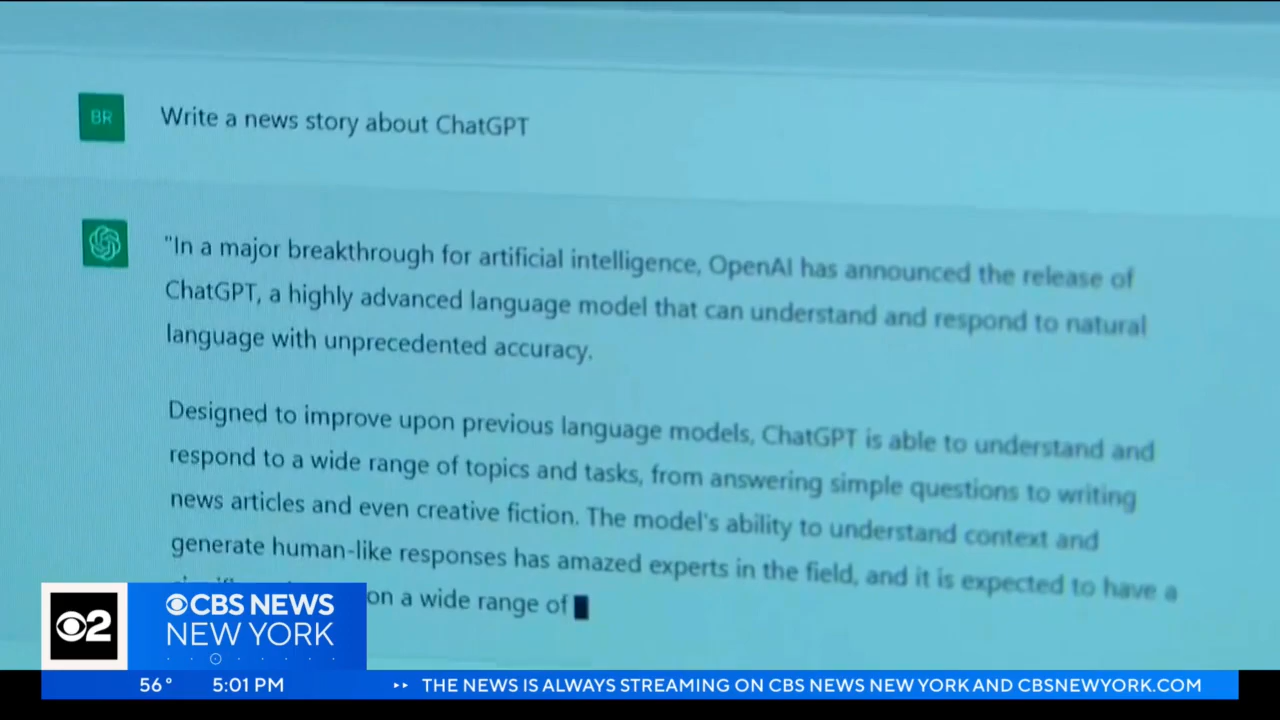 BR
Write a news story about ChatGPT
"In a major breakthrough for artificial intelligence, OpenAI has announced the release of
ChatGPT, a highly advanced language model that can understand and respond to natural
language with unprecedented accuracy.
Designed to improve upon previous language models, ChatGPT is able to understand and
respond to a wide range of topics and tasks, from answering simple questions to writing
news articles and even creative fiction. The model's ability to understand context and
generate human-like responses has amazed experts in the field, and it is expected to have a
on a wide range of
2
CBS NEWS
NEW YORK
56° 5:01 PM THE NEWS IS ALWAYS STREAMING ON CBS NEWS NEW YORK AND CBSNEWYORK.COM